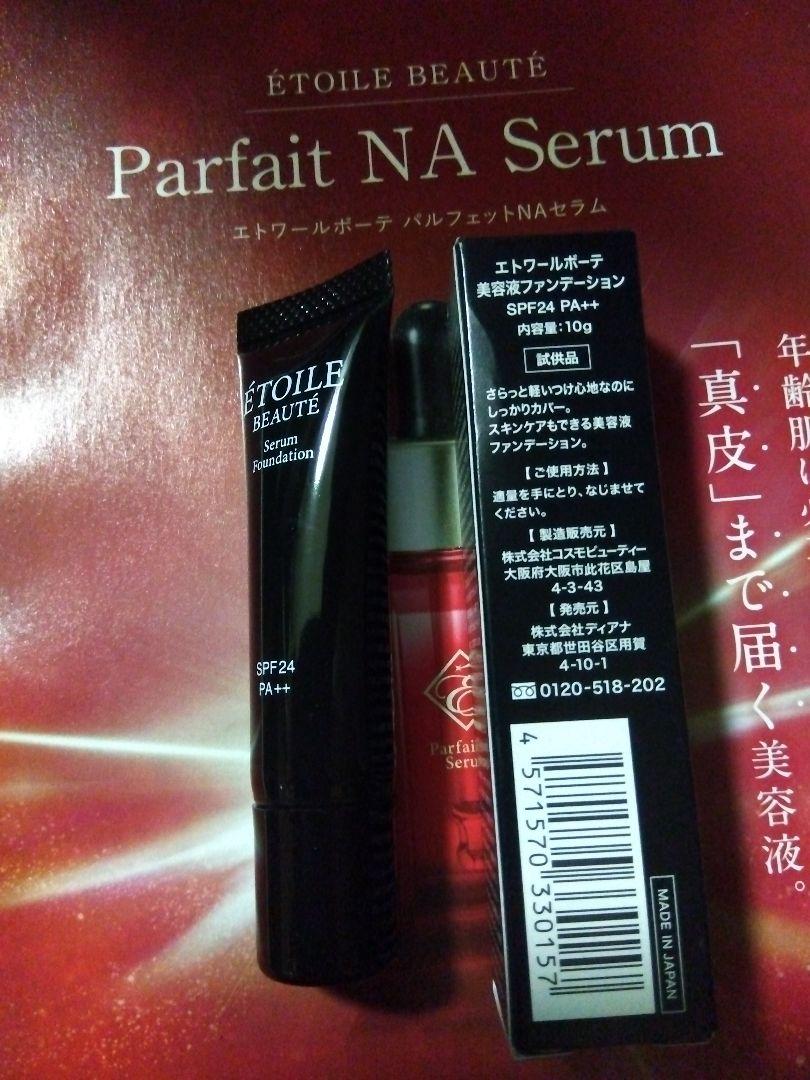 ÉTOILE BEAUTÉ
Parfait NA Serum
エトワールボーテ パルフェットNAセラム
ÉTOILE
BEAUTÉ
Serum
Foundation
SPF24
PA++
エトワールボーテ
美容液ファンデーション
SPF24 PA++
内容量:10g
試供品
さらっと軽いつけ心地なのに
しっかりカバー。
スキンケアもできる美容液
ファンデーション。
【ご使用方法】
適量を手にとり、なじませて
ください。
【製造販売元】
株式会社コスモビューティー
大阪府大阪市此花区島屋
4-3-43
【発売元】
株式会社ディアナ
東京都世田谷区用賀
4-10-1
0120-518-202
4 571570 330157
MADE IN JAPAN
Parfai
Seru
年齢肌
「真皮」まで届く美容液。